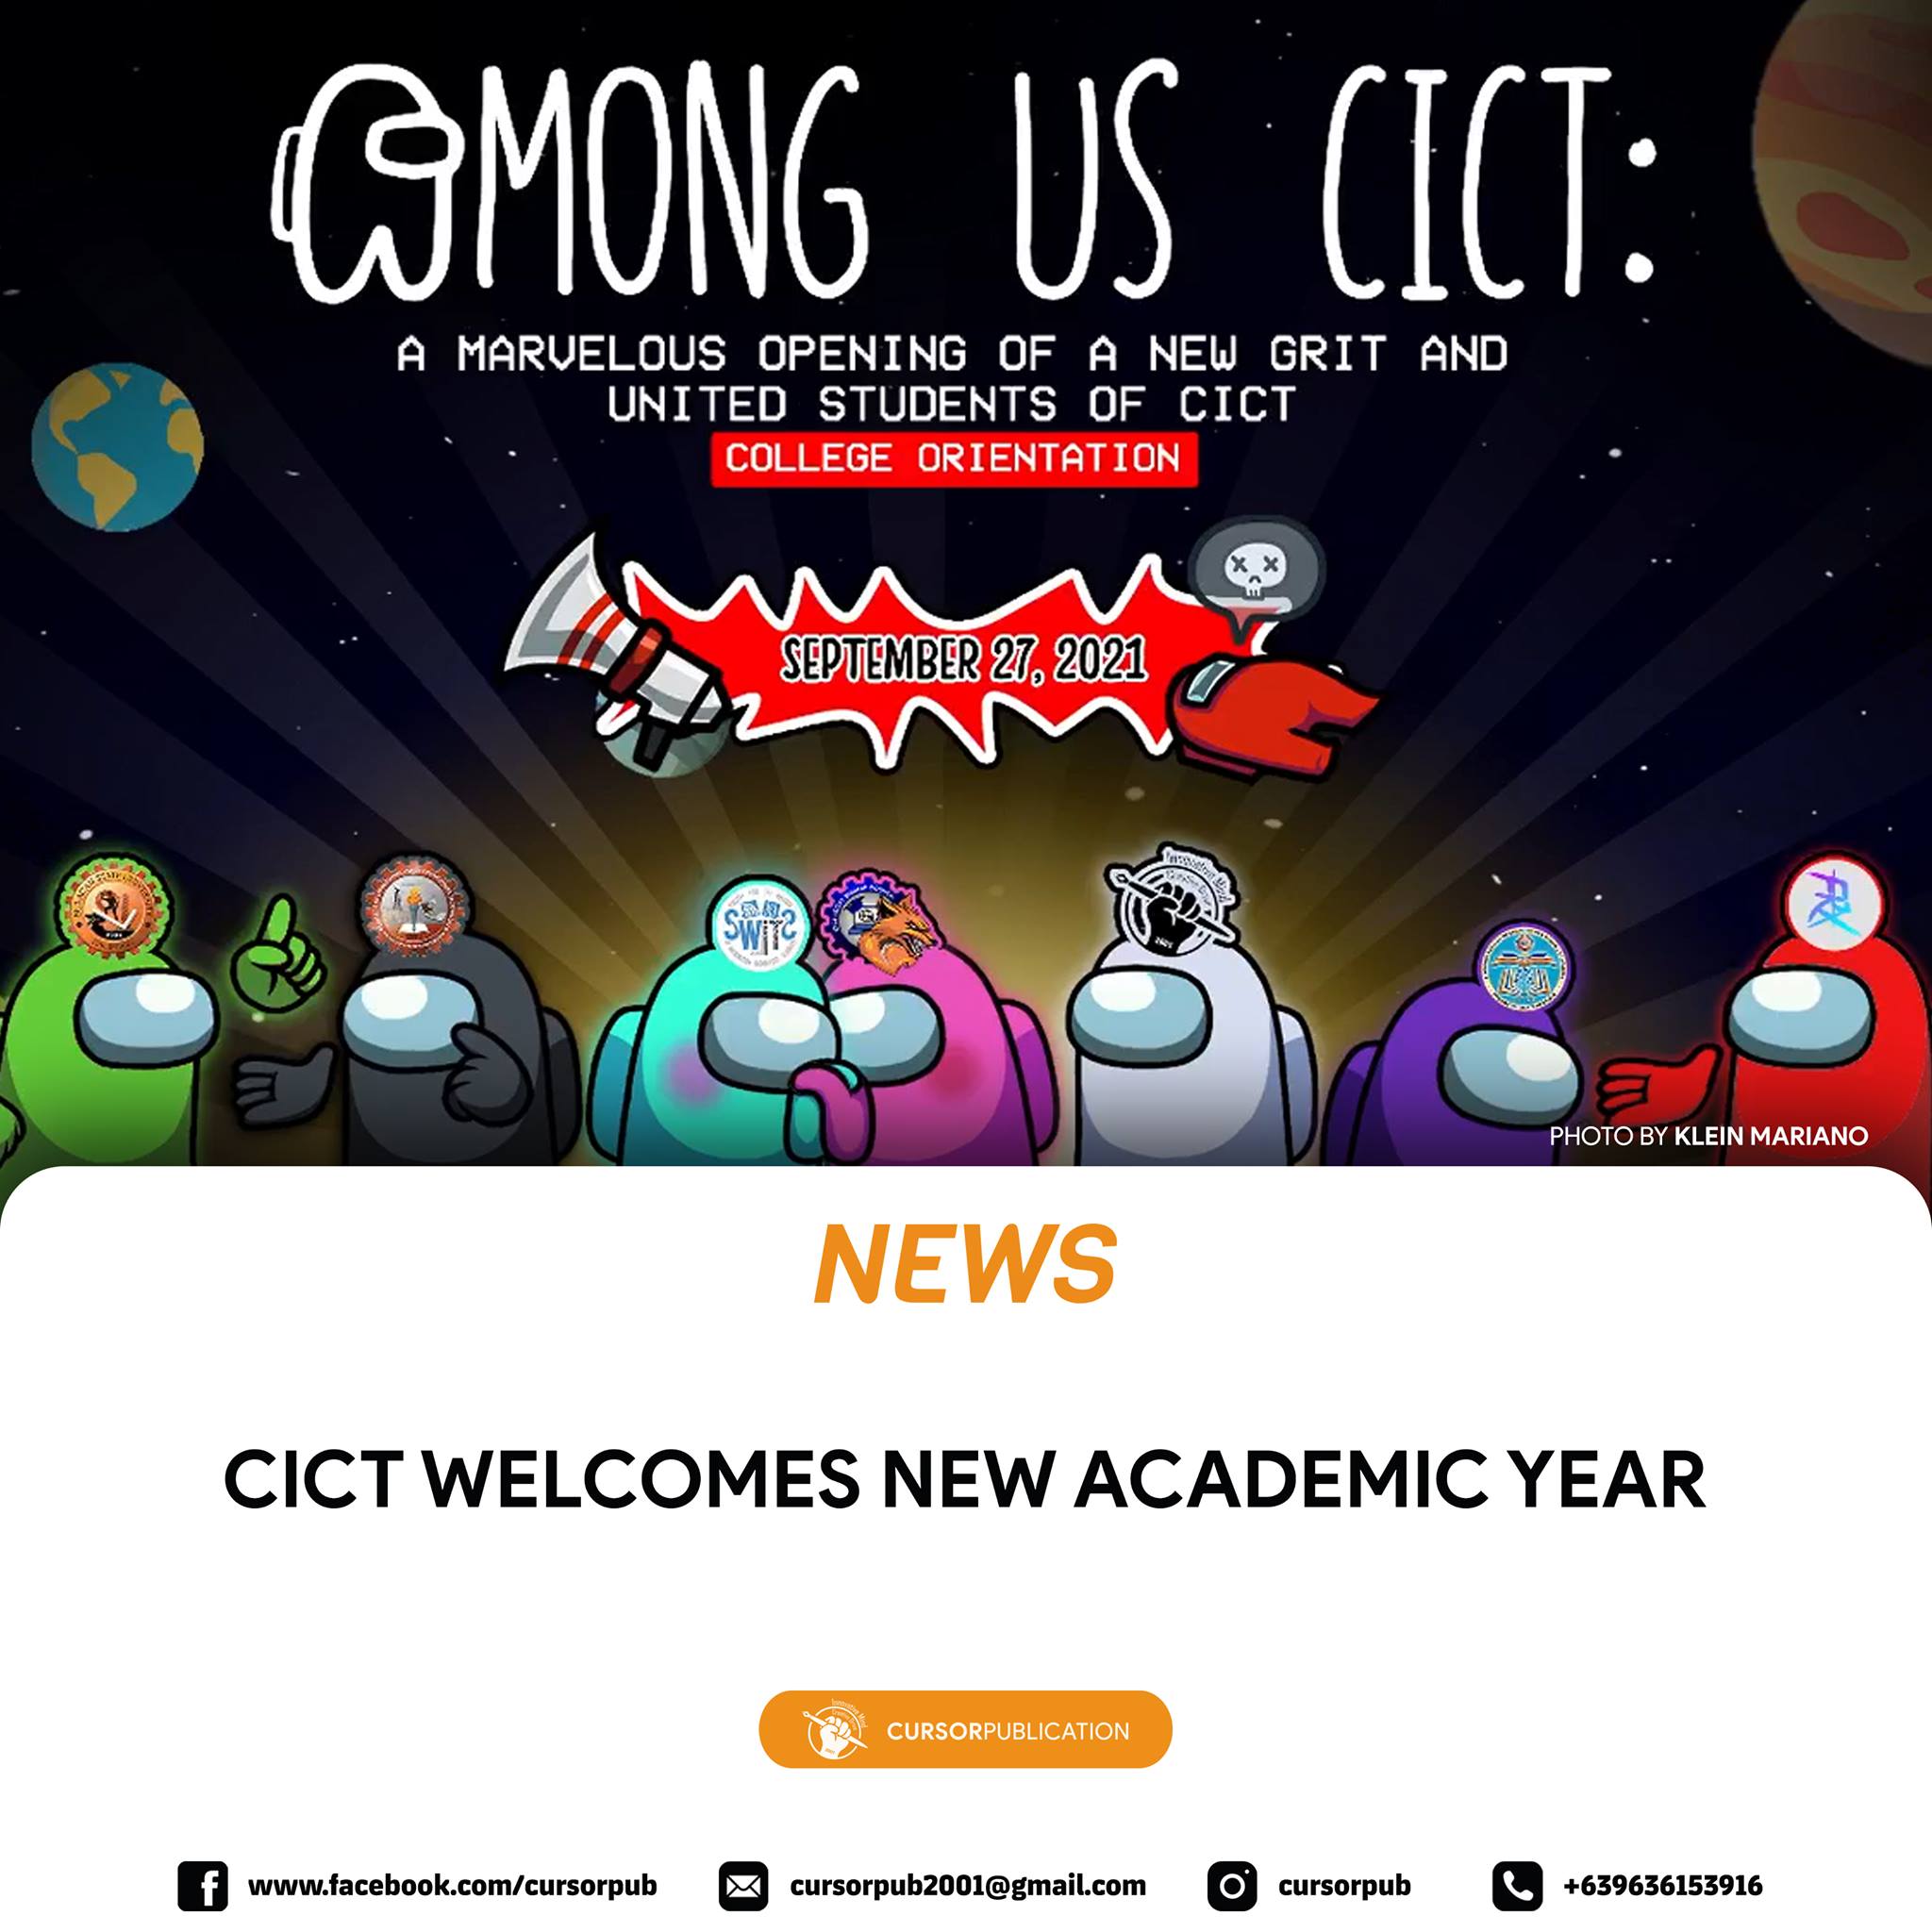 AMONG US CICT:
A MARVELOUS OPENING OF A NEW GRIT AND
UNITED STUDENTS OF CICT
COLLEGE ORIENTATION
SEPTEMBER 27, 2021
SWITS
PHOTO BY KLEIN MARIANO
NEWS
CICT WELCOMES NEW ACADEMIC YEAR
CURSORPUBLICATION
www.facebook.com/cursorpub
cursorpub2001@gmail.com
cursorpub
+639636153916